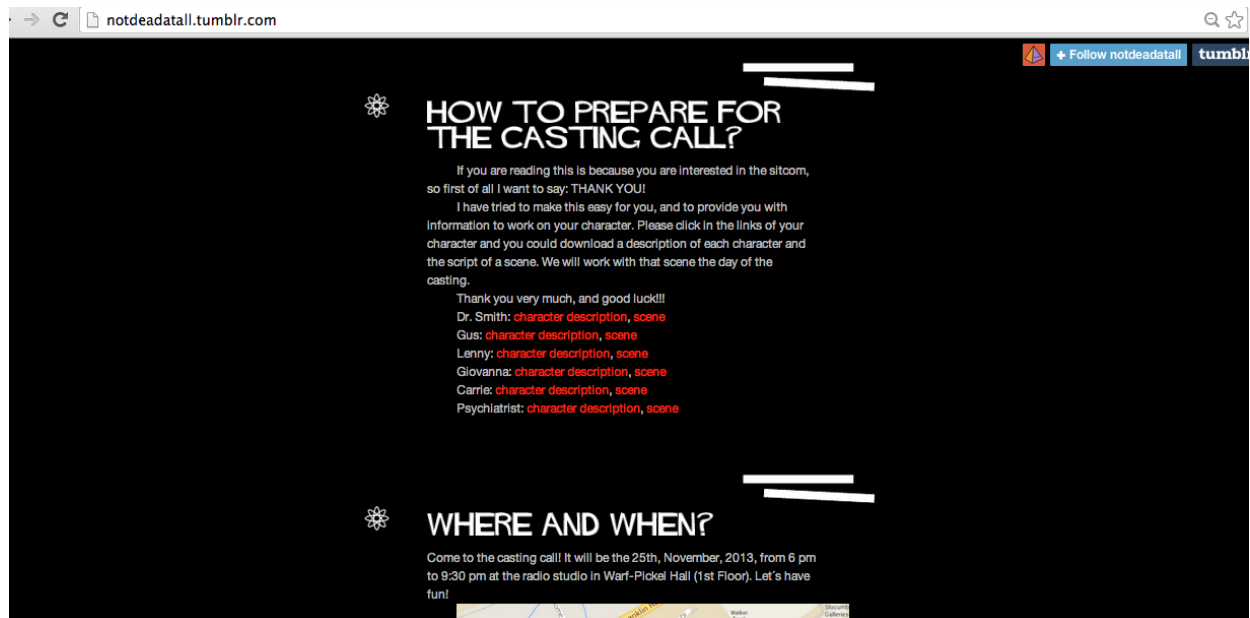 notdeadatall.tumblr.com
+ Follow notdeadatall
HOW TO PREPARE FOR
THE CASTING CALL?
If you are reading this is because you are interested in the sitcom,
so first of all I want to say: THANK YOU!
I have tried to make this easy for you, and to provide you with
information to work on your character. Please click in the links of your
character and you could download a description of each character and
the script of a scene. We will work with that scene the day of the
casting.
Thank you very much, and good luck!!!
Dr. Smith: character description, scene
Gus: character description, scene
Lenny: character description, scene
Giovanna: character description, scene
Carrie: character description, scene
Psychiatrist: character description, scene
WHERE AND WHEN?
Come to the casting call! It will be the 25th, November, 2013, from 6 pm
to 9:30 pm at the radio studio in Warf-Pickel Hall (1st Floor). Let´s have
fun!
Walker
Galleries